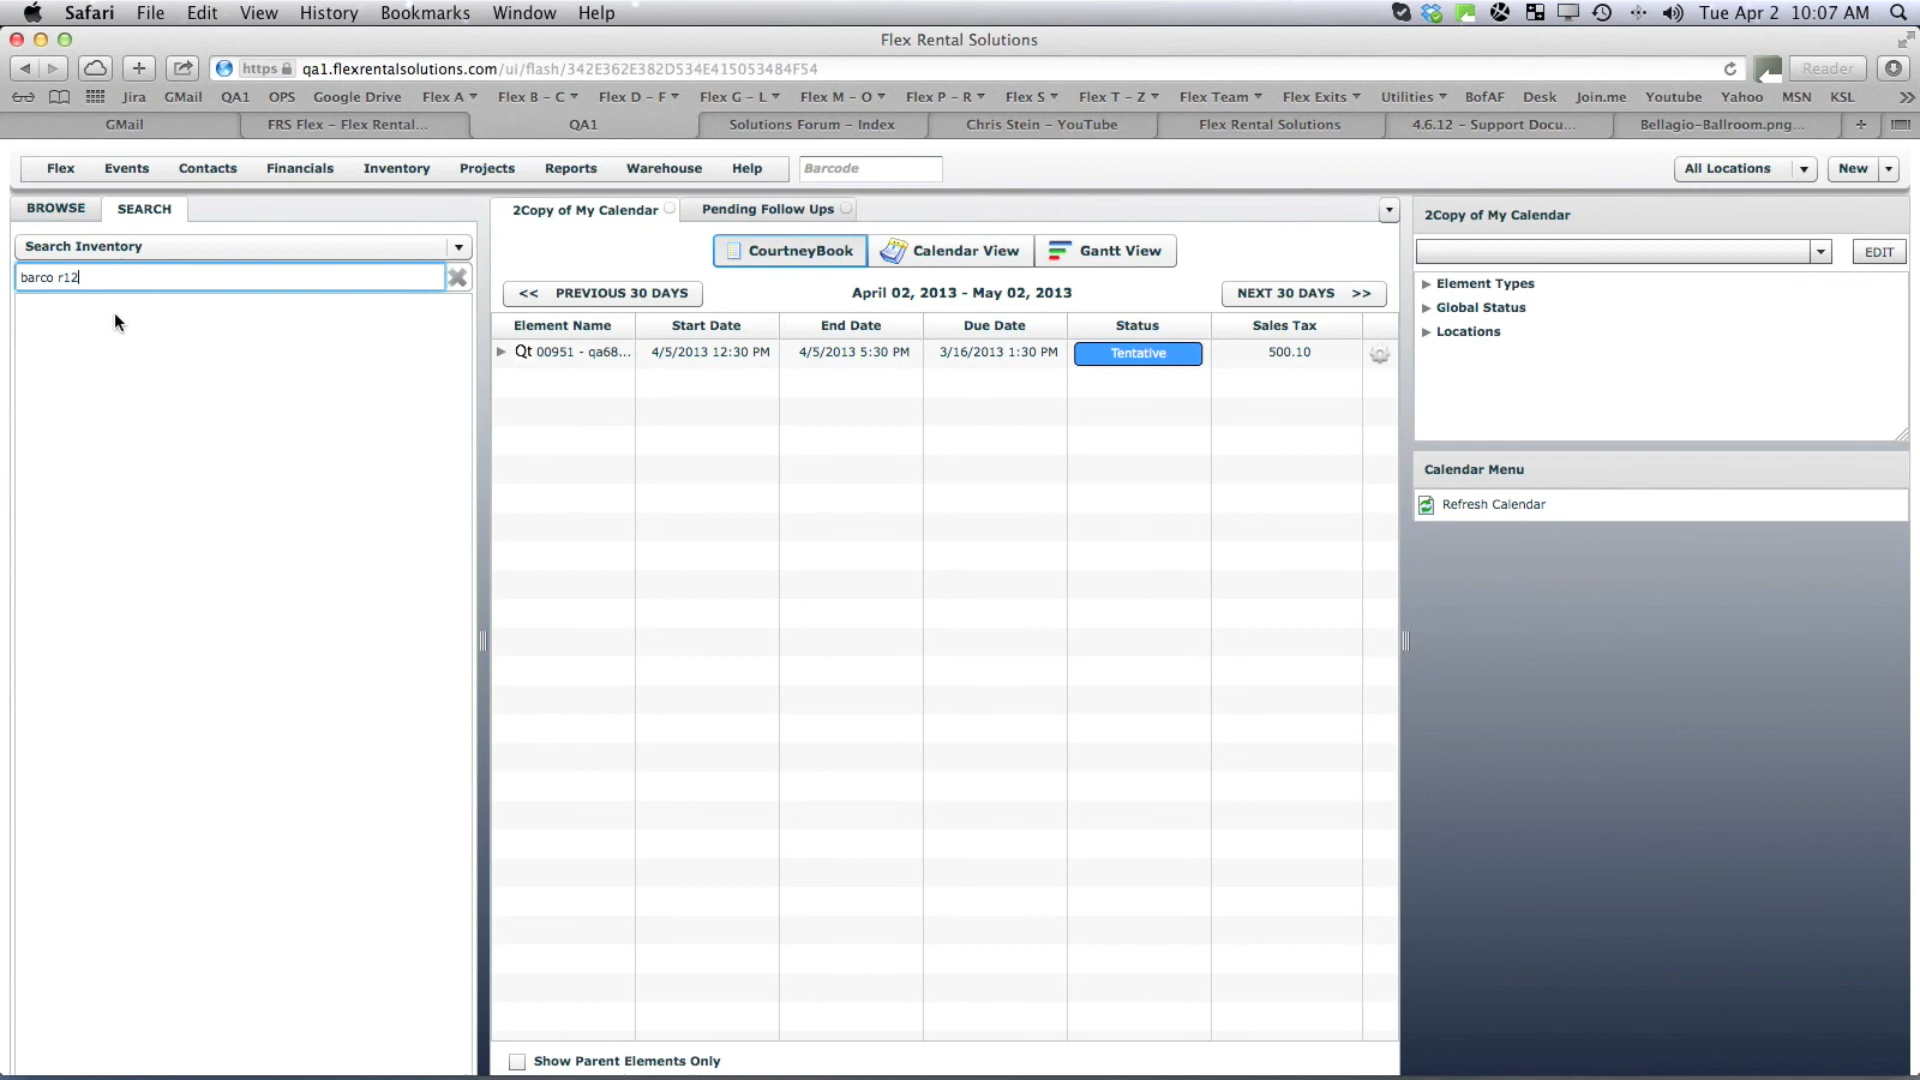 Safari File Edit View History Bookmarks Window Help Tue Apr 2 10:07 AM
Flex Rental Solutions
https qa1.flexrentalsolutions.com/ui/flash/342E362E382D534E415053484F54 Reader
Jira GMail QA1 OPS Google Drive Flex A Flex B – C Flex D – F Flex G – L Flex M – O Flex P – R Flex S Flex T – Z Flex Team Flex Exits Utilities BofAF Desk Join.me Youtube Yahoo MSN KSL
GMail FRS Flex – Flex Rental... QA1 Solutions Forum – Index Chris Stein – YouTube Flex Rental Solutions 4.6.12 – Support Docu... Bellagio-Ballroom.png...
Flex Events Contacts Financials Inventory Projects Reports Warehouse Help Barcode All Locations New
BROWSE SEARCH
Search Inventory
barco r12
2Copy of My Calendar Pending Follow Ups
CourtneyBook Calendar View Gantt View
<< PREVIOUS 30 DAYS April 02, 2013 - May 02, 2013 NEXT 30 DAYS >>
Element Name Start Date End Date Due Date Status Sales Tax
Qt 00951 - qa68... 4/5/2013 12:30 PM 4/5/2013 5:30 PM 3/16/2013 1:30 PM Tentative 500.10
Show Parent Elements Only
2Copy of My Calendar
EDIT
Element Types
Global Status
Locations
Calendar Menu
Refresh Calendar